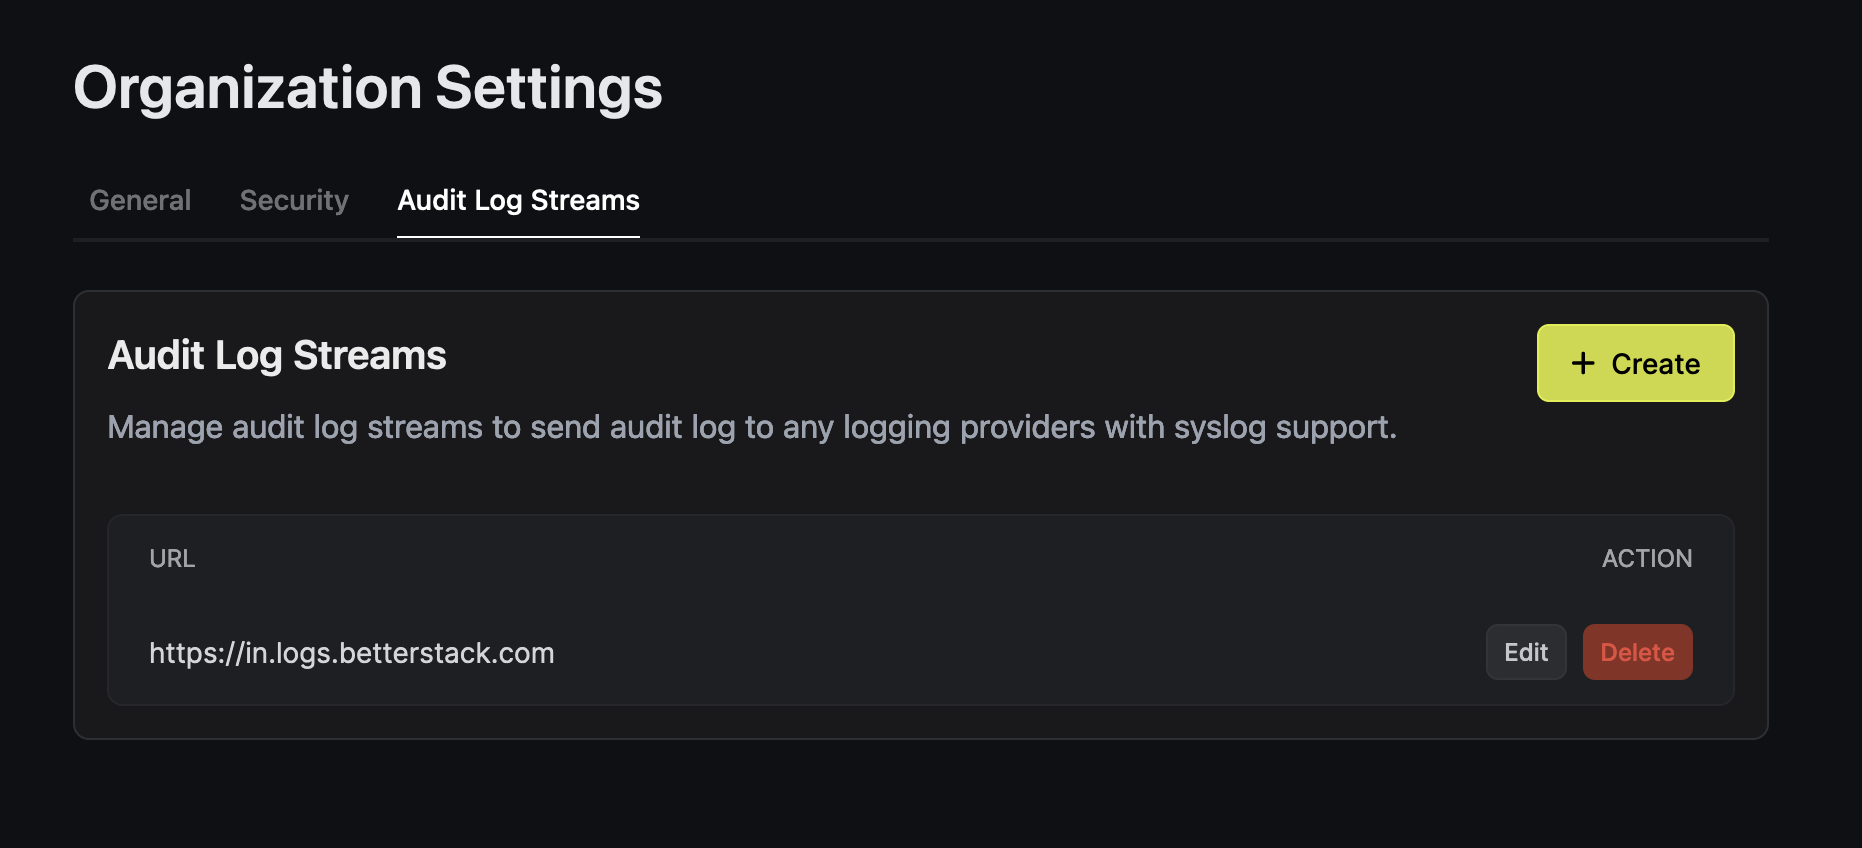 Organization Settings
General Security Audit Log Streams
Audit Log Streams
+ Create
Manage audit log streams to send audit log to any logging providers with syslog support.
URL ACTION
https://in.logs.betterstack.com Edit Delete